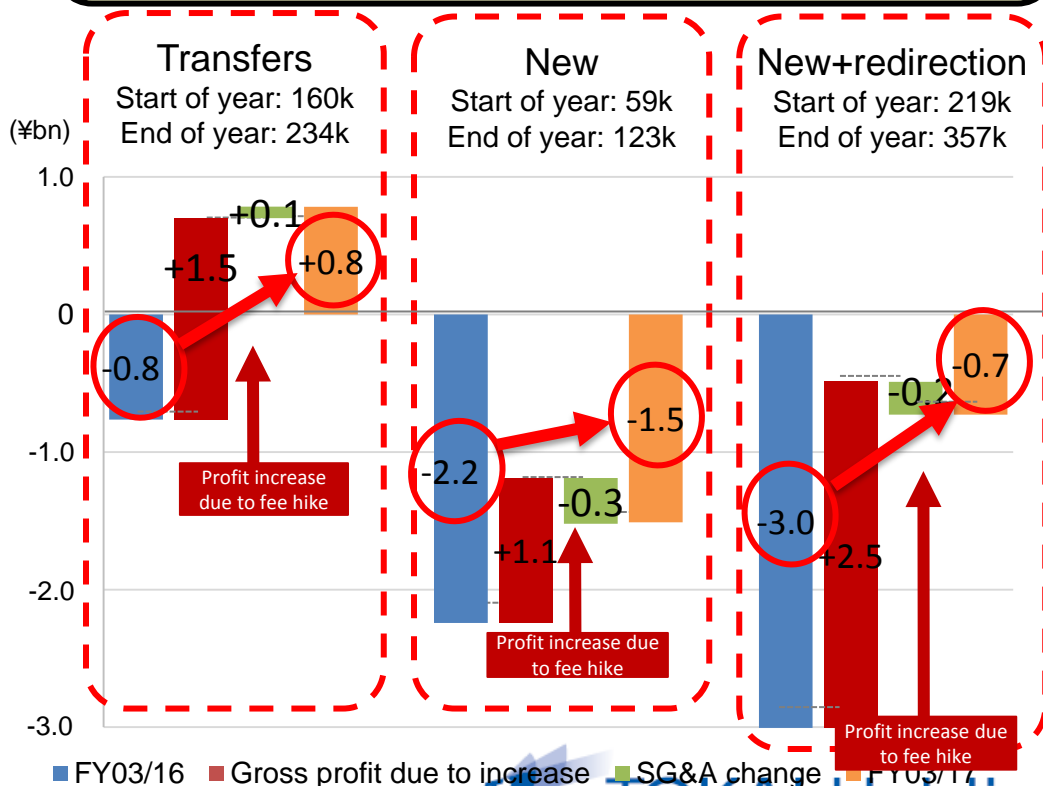 Transfers
Start of year: 160k
End of year: 234k
New
Start of year: 59k
End of year: 123k
New+redirection
Start of year: 219k
End of year: 357k
(¥bn)
1.0
0
-1.0
-2.0
-3.0
-0.8
+1.5
+0.1
+0.8
Profit increase
due to fee hike
-2.2
+1.1
-0.3
-1.5
Profit increase due
to fee hike
-3.0
+2.5
-0.2
-0.7
Profit increase due
to fee hike
FY03/16 Gross profit due to increase SG&A change FY03/17